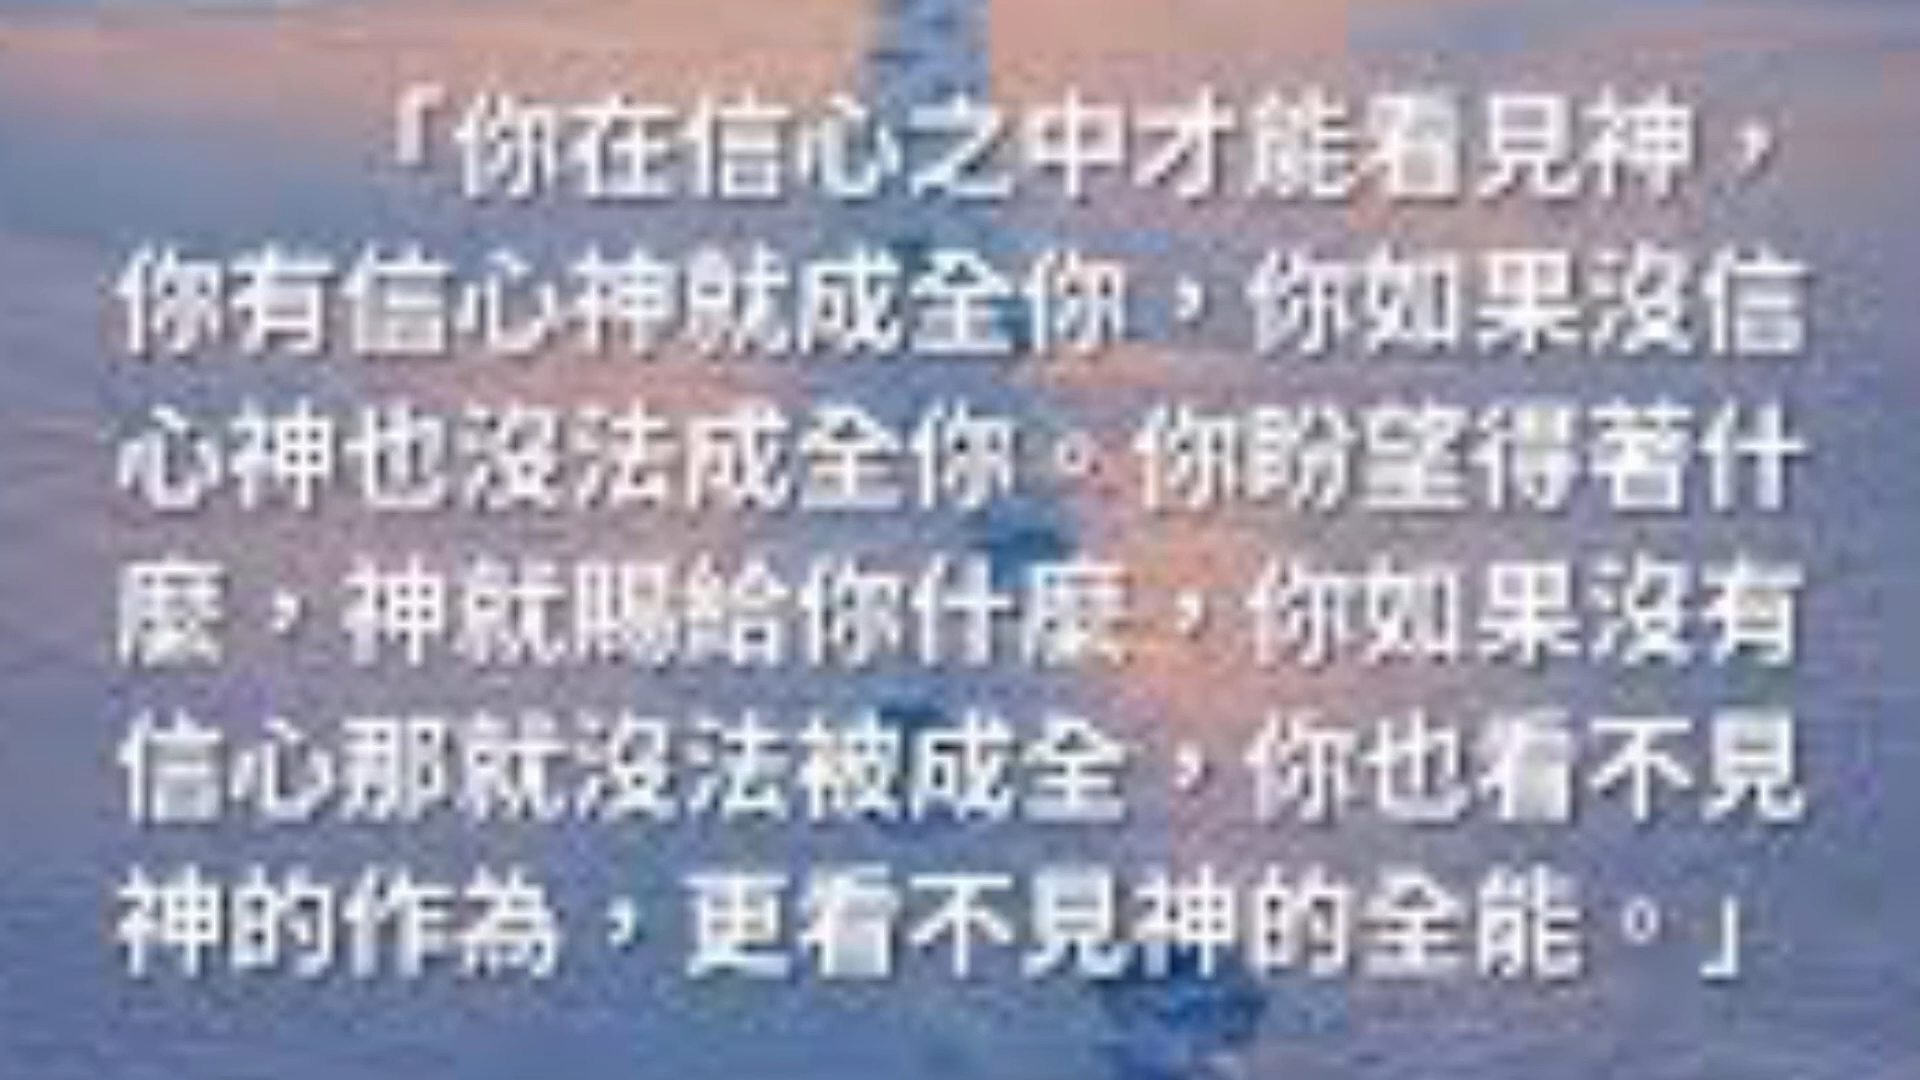 「你在信心之中才能看見神，
你有信心神就成全你，你如果沒信
心神也沒法成全你。你盼望得著什
麼，神就賜給你什麼，你如果沒有
信心那就沒法被成全，你也看不見
神的作為，更看不見神的全能。」